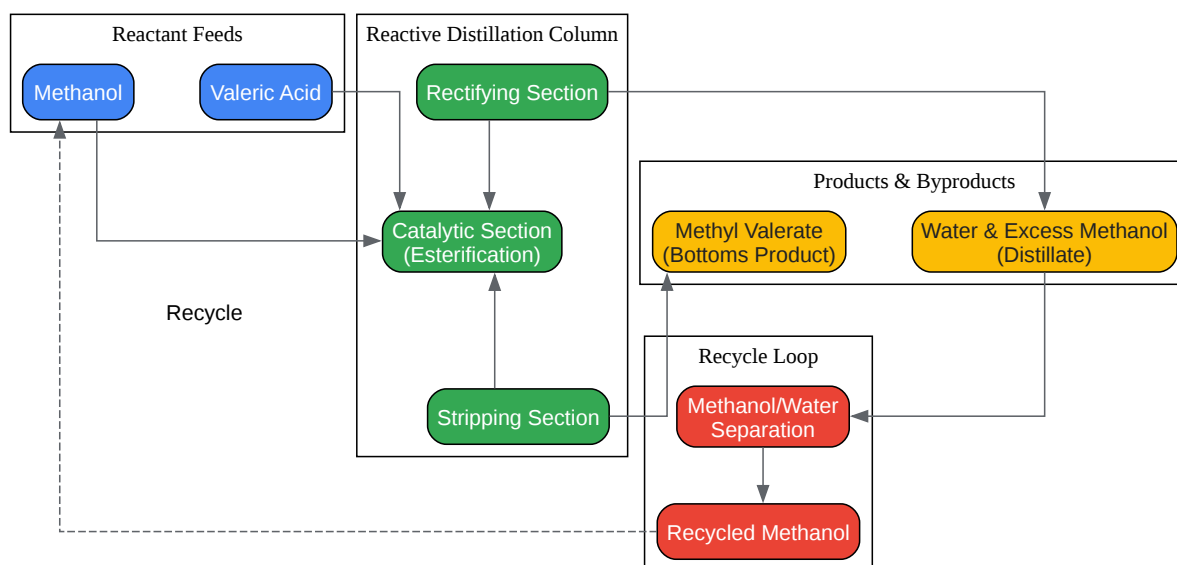 Reactant Feeds
Methanol
Valeric Acid
Reactive Distillation Column
Rectifying Section
Catalytic Section
(Esterification)
Stripping Section
Products & Byproducts
Methyl Valerate
(Bottoms Product)
Water & Excess Methanol
(Distillate)
Recycle
Recycle Loop
Methanol/Water
Separation
Recycled Methanol